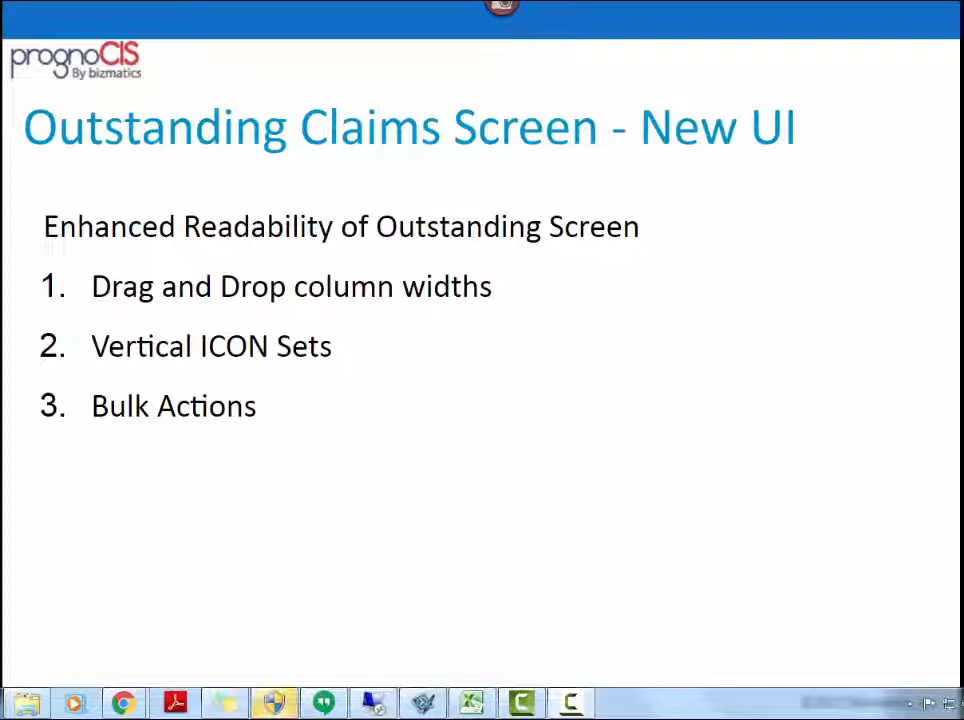 prognoCIS
By bizmatics
Outstanding Claims Screen - New UI
Enhanced Readability of Outstanding Screen
1. Drag and Drop column widths
2. Vertical ICON Sets
3. Bulk Actions